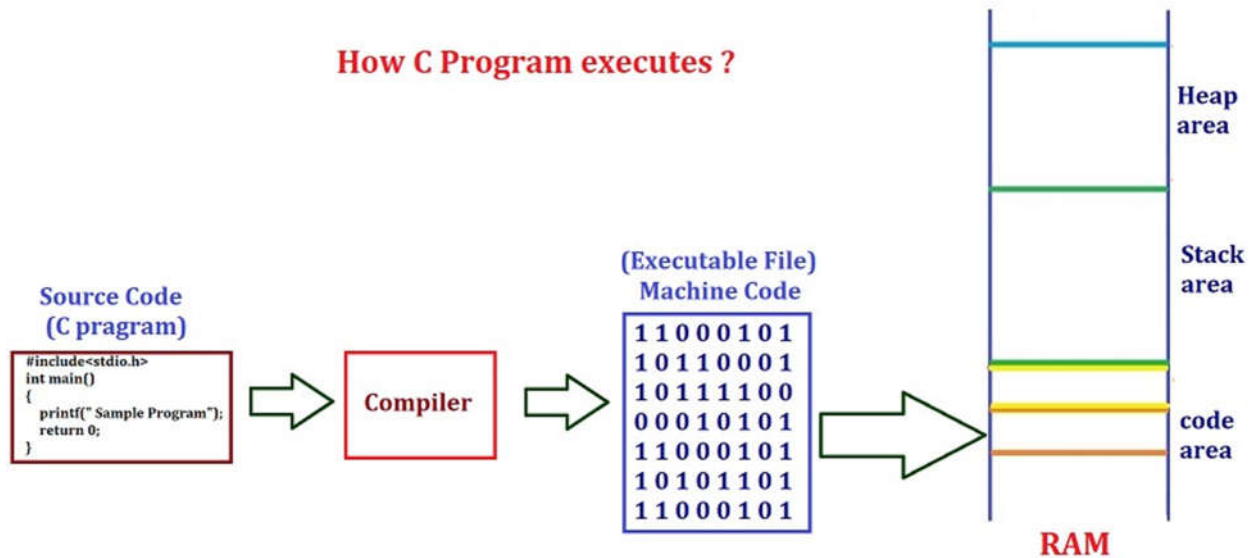 How C Program executes ?
Source Code
(C pragram)
#include<stdio.h>
int main()
{
printf(" Sample Program");
return 0;
}
Compiler
(Executable File)
Machine Code
1 1 0 0 0 1 0 1
1 0 1 1 0 0 0 1
1 0 1 1 1 1 0 0
0 0 0 1 0 1 0 1
1 1 0 0 0 1 0 1
1 0 1 0 1 1 0 1
1 1 0 0 0 1 0 1
Heap
area
Stack
area
code
area
RAM